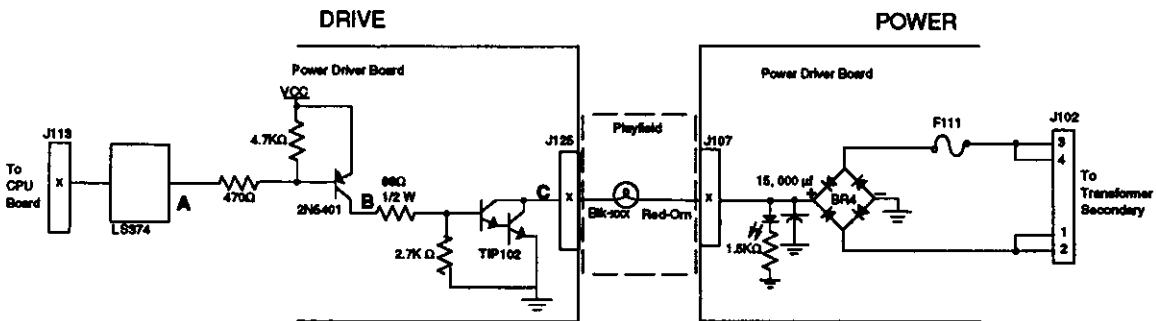 DRIVE
POWER
Power Driver Board
Power Driver Board
VCC
4.7KΩ
J113
To
CPU
Board
X
LS374
A
470Ω
2N5401
B
1/2 W
2.7K Ω
TIP102
C
J125
X
Playfield
Blk-xxx
Red-Orn
J107
X
15,000 µf
+
1.5KΩ
BR4
-
F111
J102
3
4
1
2
To
Transformer
Secondary